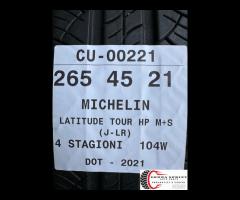 CU-00221
265 45 21
MICHELIN
LATITUDE TOUR HP M+S
(J-LR)
4 STAGIONI 104W
DOT - 2021